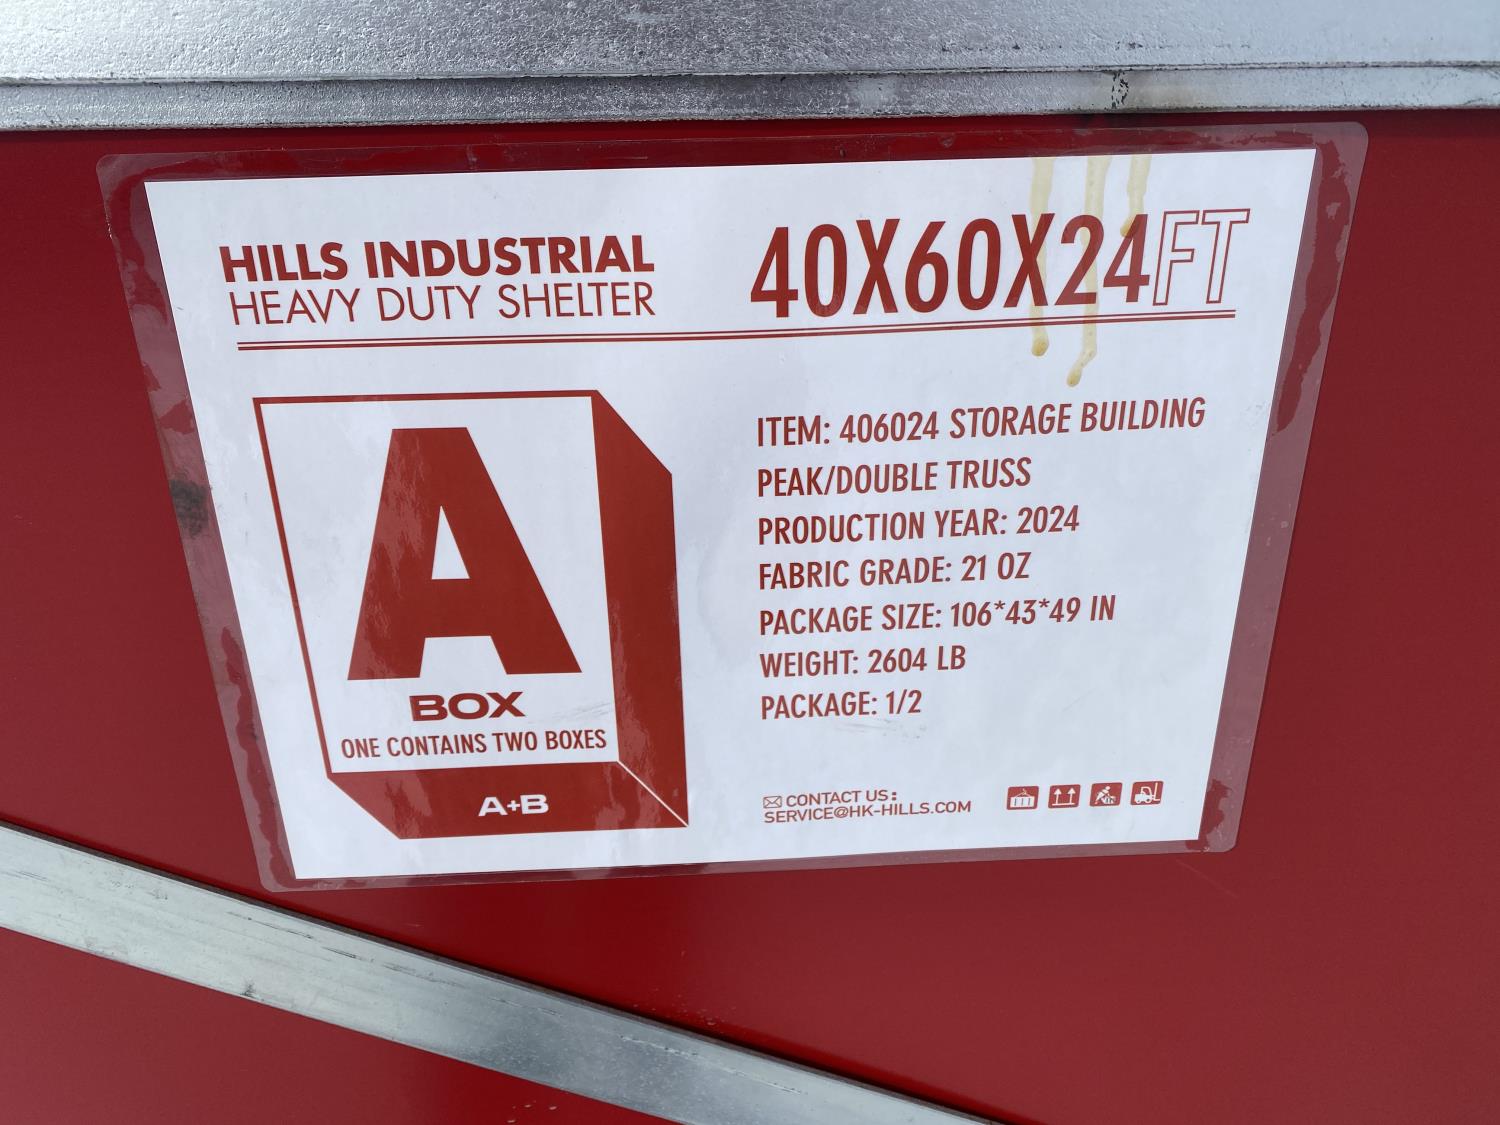 HILLS INDUSTRIAL
HEAVY DUTY SHELTER
40X60X24FT
A
BOX
ONE CONTAINS TWO BOXES
A+B
ITEM: 406024 STORAGE BUILDING
PEAK/DOUBLE TRUSS
PRODUCTION YEAR: 2024
FABRIC GRADE: 21 OZ
PACKAGE SIZE: 106*43*49 IN
WEIGHT: 2604 LB
PACKAGE: 1/2
CONTACT US:
SERVICE@HK-HILLS.COM